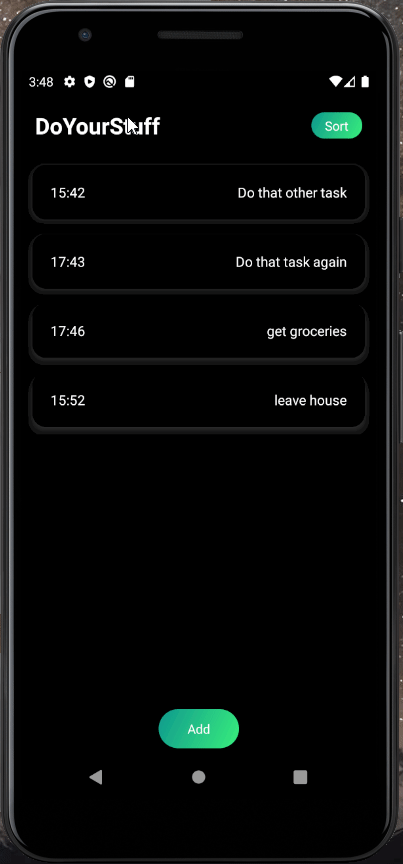 3:48
DoYourStuff
Sort
15:42 Do that other task
17:43 Do that task again
17:46 get groceries
15:52 leave house
Add